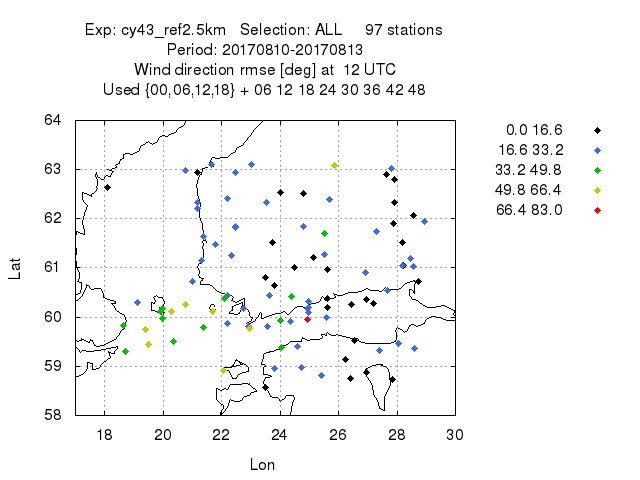 Exp: cy43_ref2.5km   Selection: ALL     97 stations
Period: 20170810-20170813
Wind direction rmse [deg] at  12 UTC
Used {00,06,12,18} + 06 12 18 24 30 36 42 48
0.0 16.6
16.6 33.2
33.2 49.8
49.8 66.4
66.4 83.0
64
63
62
61
60
59
58
Lat
18 20 22 24 26 28 30
Lon